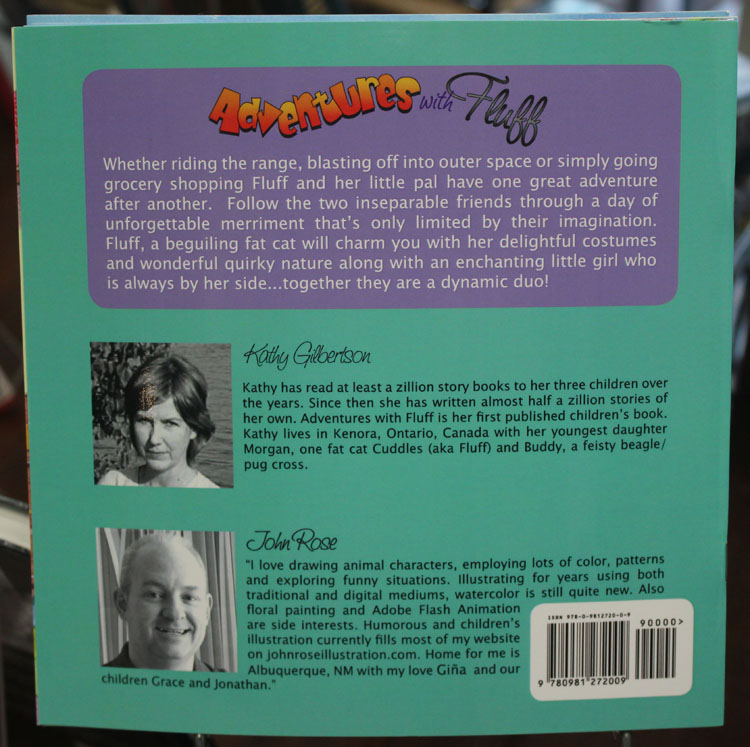 Adventures with Fluff
Whether riding the range, blasting off into outer space or simply going
grocery shopping Fluff and her little pal have one great adventure
after another. Follow the two inseparable friends through a day of
unforgettable merriment that's only limited by their imagination.
Fluff, a beguiling fat cat will charm you with her delightful costumes
and wonderful quirky nature along with an enchanting little girl who
is always by her side...together they are a dynamic duo!
Kathy Gilbertson
Kathy has read at least a zillion story books to her three children over
the years. Since then she has written almost half a zillion stories of
her own. Adventures with Fluff is her first published children's book.
Kathy lives in Kenora, Ontario, Canada with her youngest daughter
Morgan, one fat cat Cuddles (aka Fluff) and Buddy, a feisty beagle/
pug cross.
John Rose
"I love drawing animal characters, employing lots of color, patterns
and exploring funny situations. Illustrating for years using both
traditional and digital mediums, watercolor is still quite new. Also
floral painting and Adobe Flash Animation
are side interests. Humorous and children's
illustration currently fills most of my website
on johnroseillustration.com. Home for me is
Albuquerque, NM with my love Giña and our
children Grace and Jonathan."
ISBN 978-0-9812720-0-9
90000>
9 780981 272009